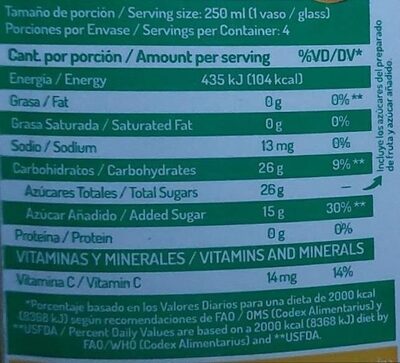 Tamaño de porción / Serving size: 250 ml (1 vaso / glass)
Porciones por Envase / Servings per Container: 4
Cant. por porción / Amount per serving %VD/DV*
Energía / Energy 435 kJ (104 kcal)
Grasa / Fat 0 g 0% **
Grasa Saturada / Saturated Fat 0 g 0%
Sodio / Sodium 13 mg 0%
Carbohidratos / Carbohydrates 26 g 9% **
Azúcares Totales / Total Sugars 26 g –
Azúcar Añadido / Added Sugar 15 g 30% **
Proteína / Protein 0 g 0%
VITAMINAS Y MINERALES / VITAMINS AND MINERALS
Vitamina C / Vitamin C 14 mg 14%
*Porcentaje basado en los Valores Diarios para una dieta de 2000 kcal
(8368 kJ) según recomendaciones de FAO / OMS (Codex Alimentarius) y
**USFDA / Percent Daily Values are based on a 2000 kcal (8368 kJ) diet by
FAO/WHO (Codex Alimentarius) and **USFDA.
Incluye los azúcares del preparado
de fruta y azúcar añadido.